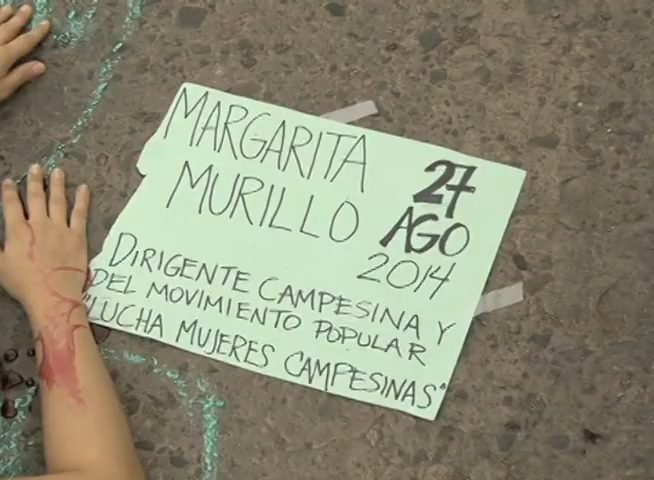 MARGARITA
MURILLO
27
AGO
2014
DIRIGENTE CAMPESINA Y
DEL MOVIMIENTO POPULAR
"LUCHA MUJERES CAMPESINAS"